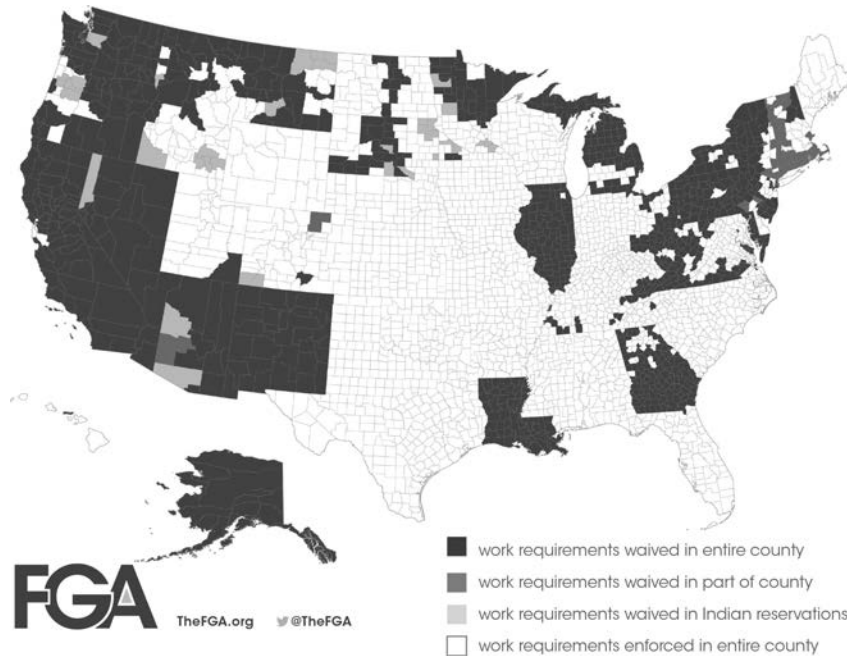 work requirements waived in entire county
work requirements waived in part of county
work requirements waived in Indian reservations
work requirements enforced in entire county
FGA
TheFGA.org @TheFGA